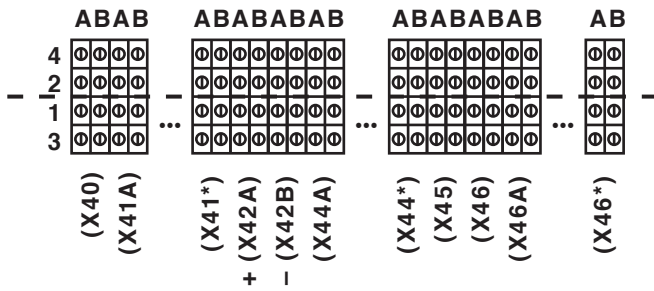 ABAB ABABABAB ABABABAB AB
4
2
1
3
... ... ...
(X40) (X41A) (X41*) (X42A) (X42B) (X44A) (X44*) (X45) (X46) (X46A) (X46*)
+ –